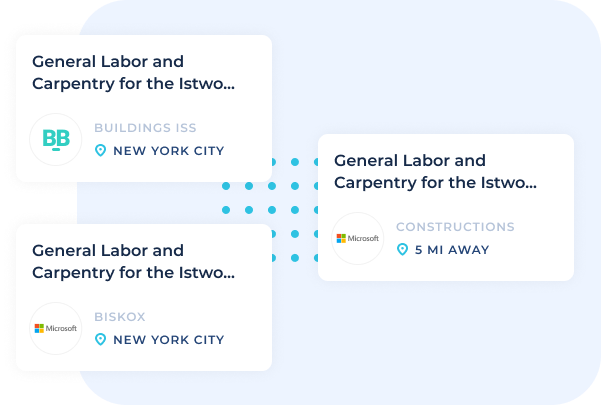 General Labor and
Carpentry for the Istwo...
BB
BUILDINGS ISS
NEW YORK CITY
General Labor and
Carpentry for the Istwo...
Microsoft
BISKOX
NEW YORK CITY
General Labor and
Carpentry for the Istwo...
Microsoft
CONSTRUCTIONS
5 MI AWAY